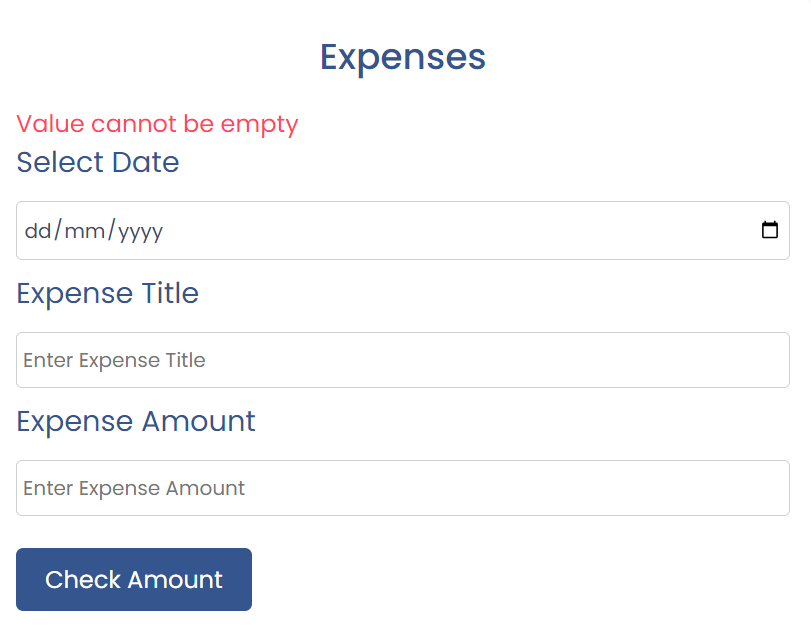 Expenses
Value cannot be empty
Select Date
dd/mm/yyyy
Expense Title
Enter Expense Title
Expense Amount
Enter Expense Amount
Check Amount